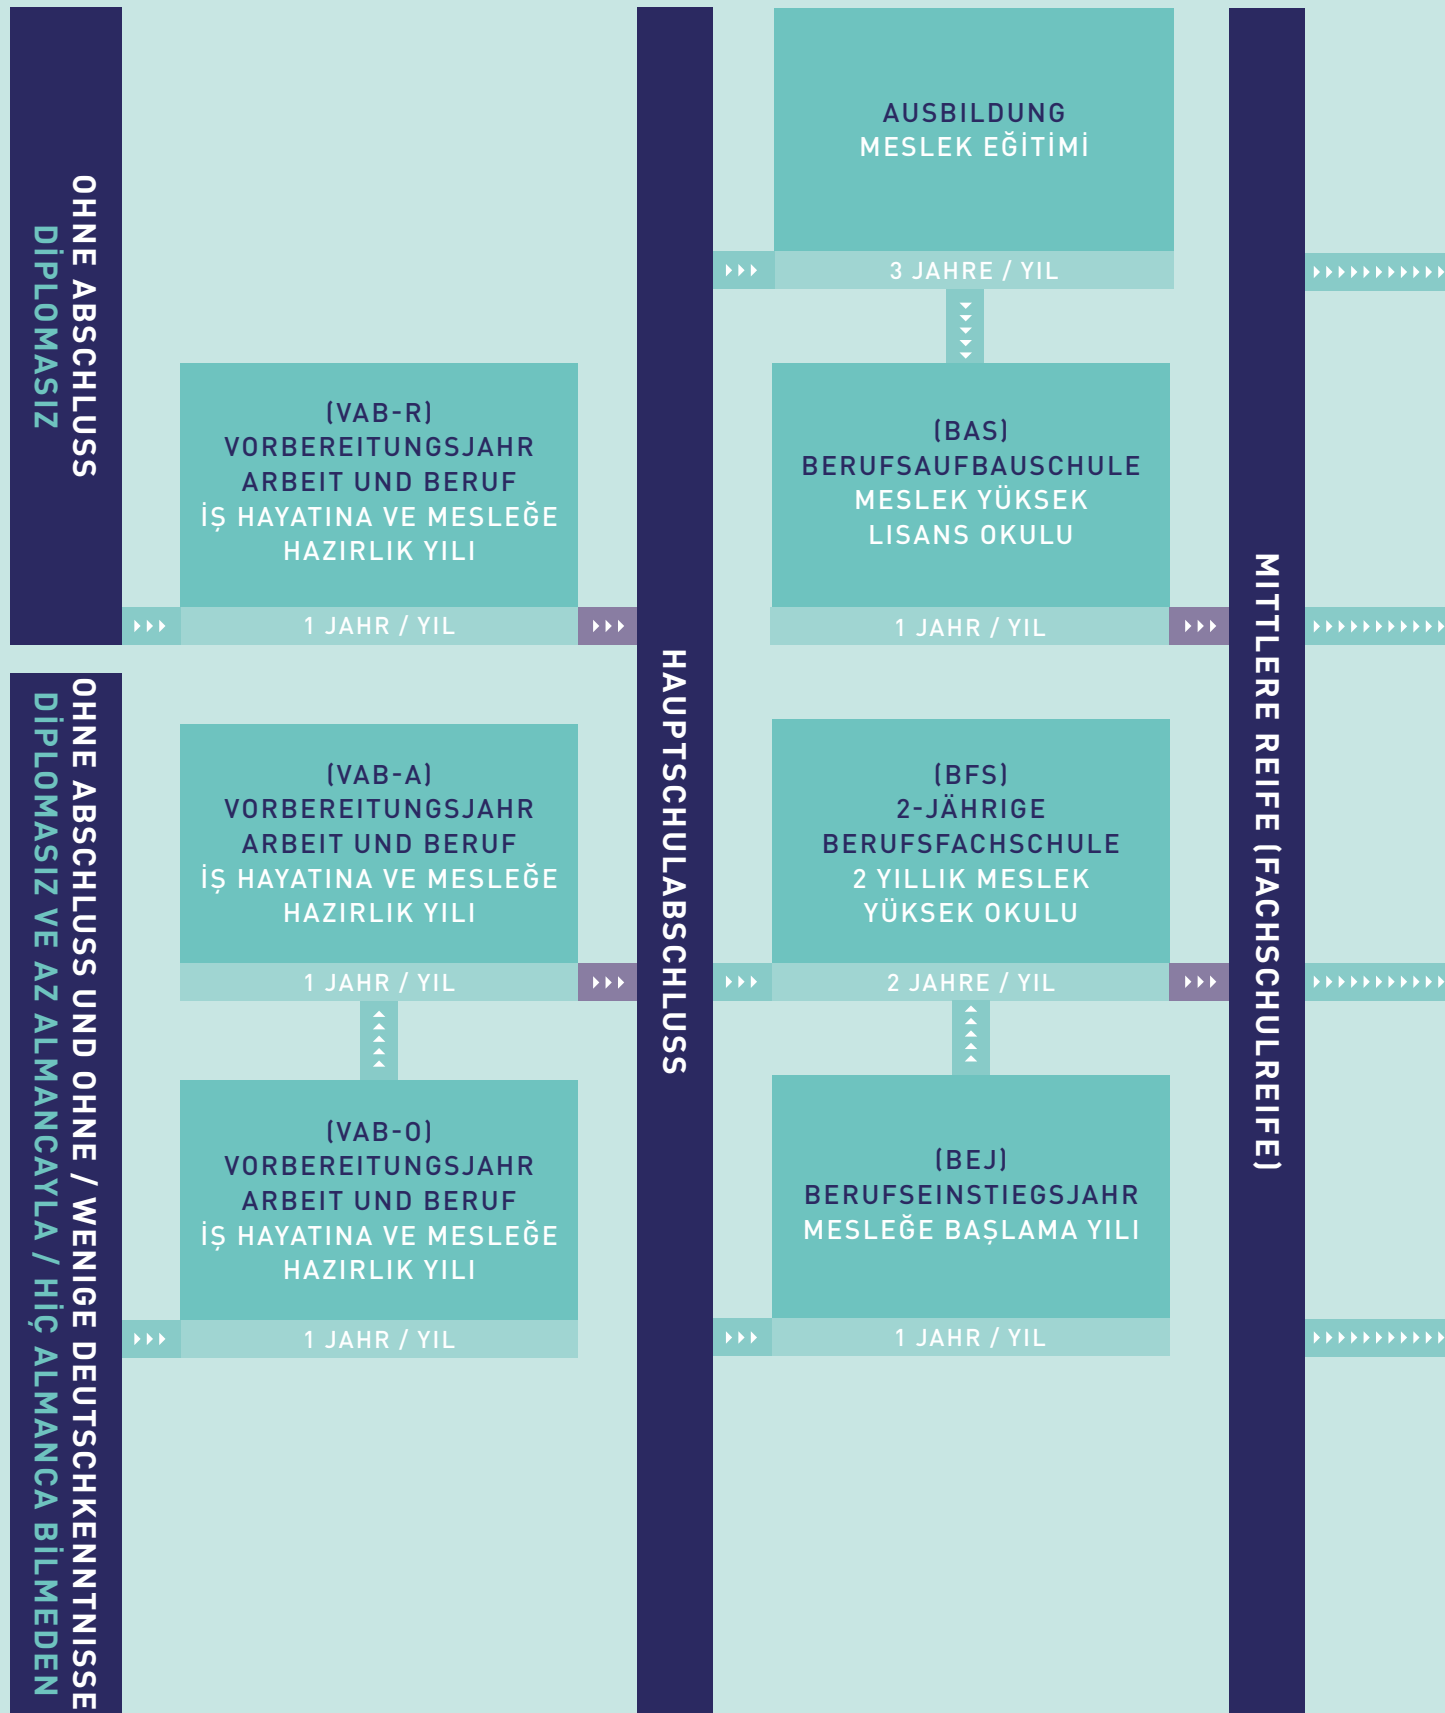 OHNE ABSCHLUSS
DİPLOMASIZ
OHNE ABSCHLUSS UND OHNE / WENIGE DEUTSCHKENNTNISSE
DİPLOMASIZ VE AZ ALMANCAYLA / HİÇ ALMANCA BİLMEDEN
(VAB-R)
VORBEREITUNGSJAHR
ARBEIT UND BERUF
İŞ HAYATINA VE MESLEĞE
HAZIRLIK YILI
1 JAHR / YIL
(VAB-A)
VORBEREITUNGSJAHR
ARBEIT UND BERUF
İŞ HAYATINA VE MESLEĞE
HAZIRLIK YILI
1 JAHR / YIL
(VAB-O)
VORBEREITUNGSJAHR
ARBEIT UND BERUF
İŞ HAYATINA VE MESLEĞE
HAZIRLIK YILI
1 JAHR / YIL
HAUPTSCHULABSCHLUSS
AUSBILDUNG
MESLEK EĞİTİMİ
3 JAHRE / YIL
(BAS)
BERUFSAUFBAUSCHULE
MESLEK YÜKSEK
LISANS OKULU
1 JAHR / YIL
(BFS)
2-JÄHRIGE
BERUFSFACHSCHULE
2 YILLIK MESLEK
YÜKSEK OKULU
2 JAHRE / YIL
(BEJ)
BERUFSEINSTIEGSJAHR
MESLEĞE BAŞLAMA YILI
1 JAHR / YIL
MITTLERE REIFE (FACHSCHULREIFE)